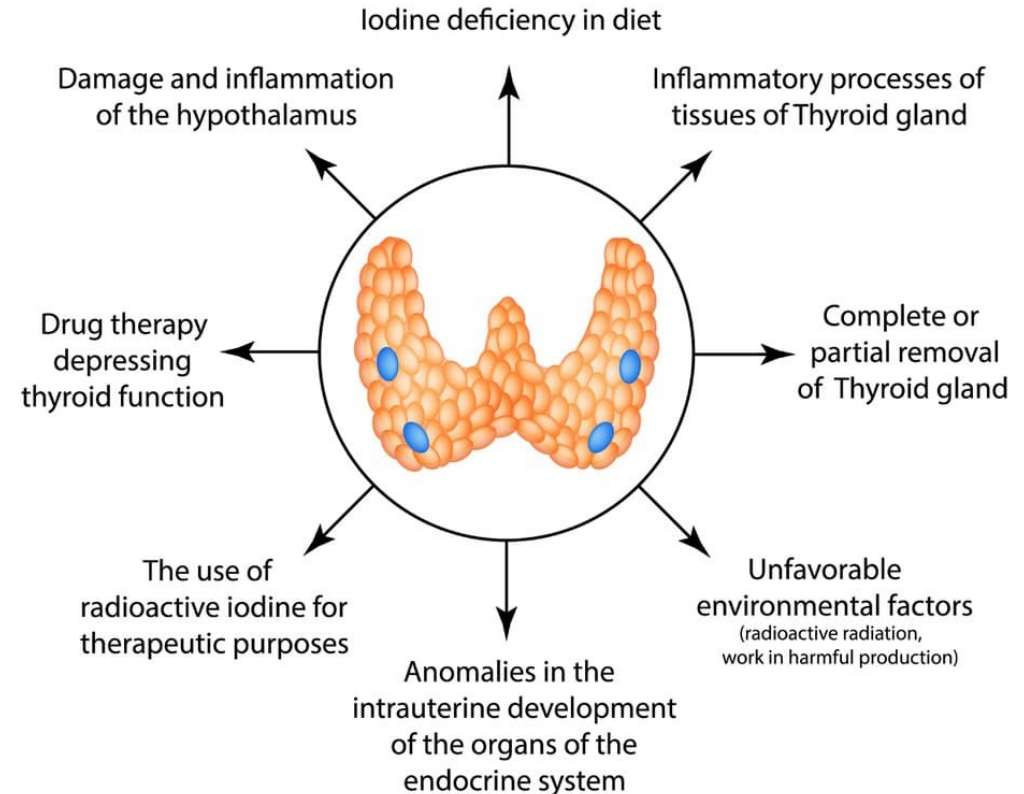 Iodine deficiency in diet
Damage and inflammation
of the hypothalamus
Inflammatory processes of
tissues of Thyroid gland
Drug therapy
depressing
thyroid function
Complete or
partial removal
of Thyroid gland
The use of
radioactive iodine for
therapeutic purposes
Unfavorable
environmental factors
(radioactive radiation,
work in harmful production)
Anomalies in the
intrauterine development
of the organs of the
endocrine system